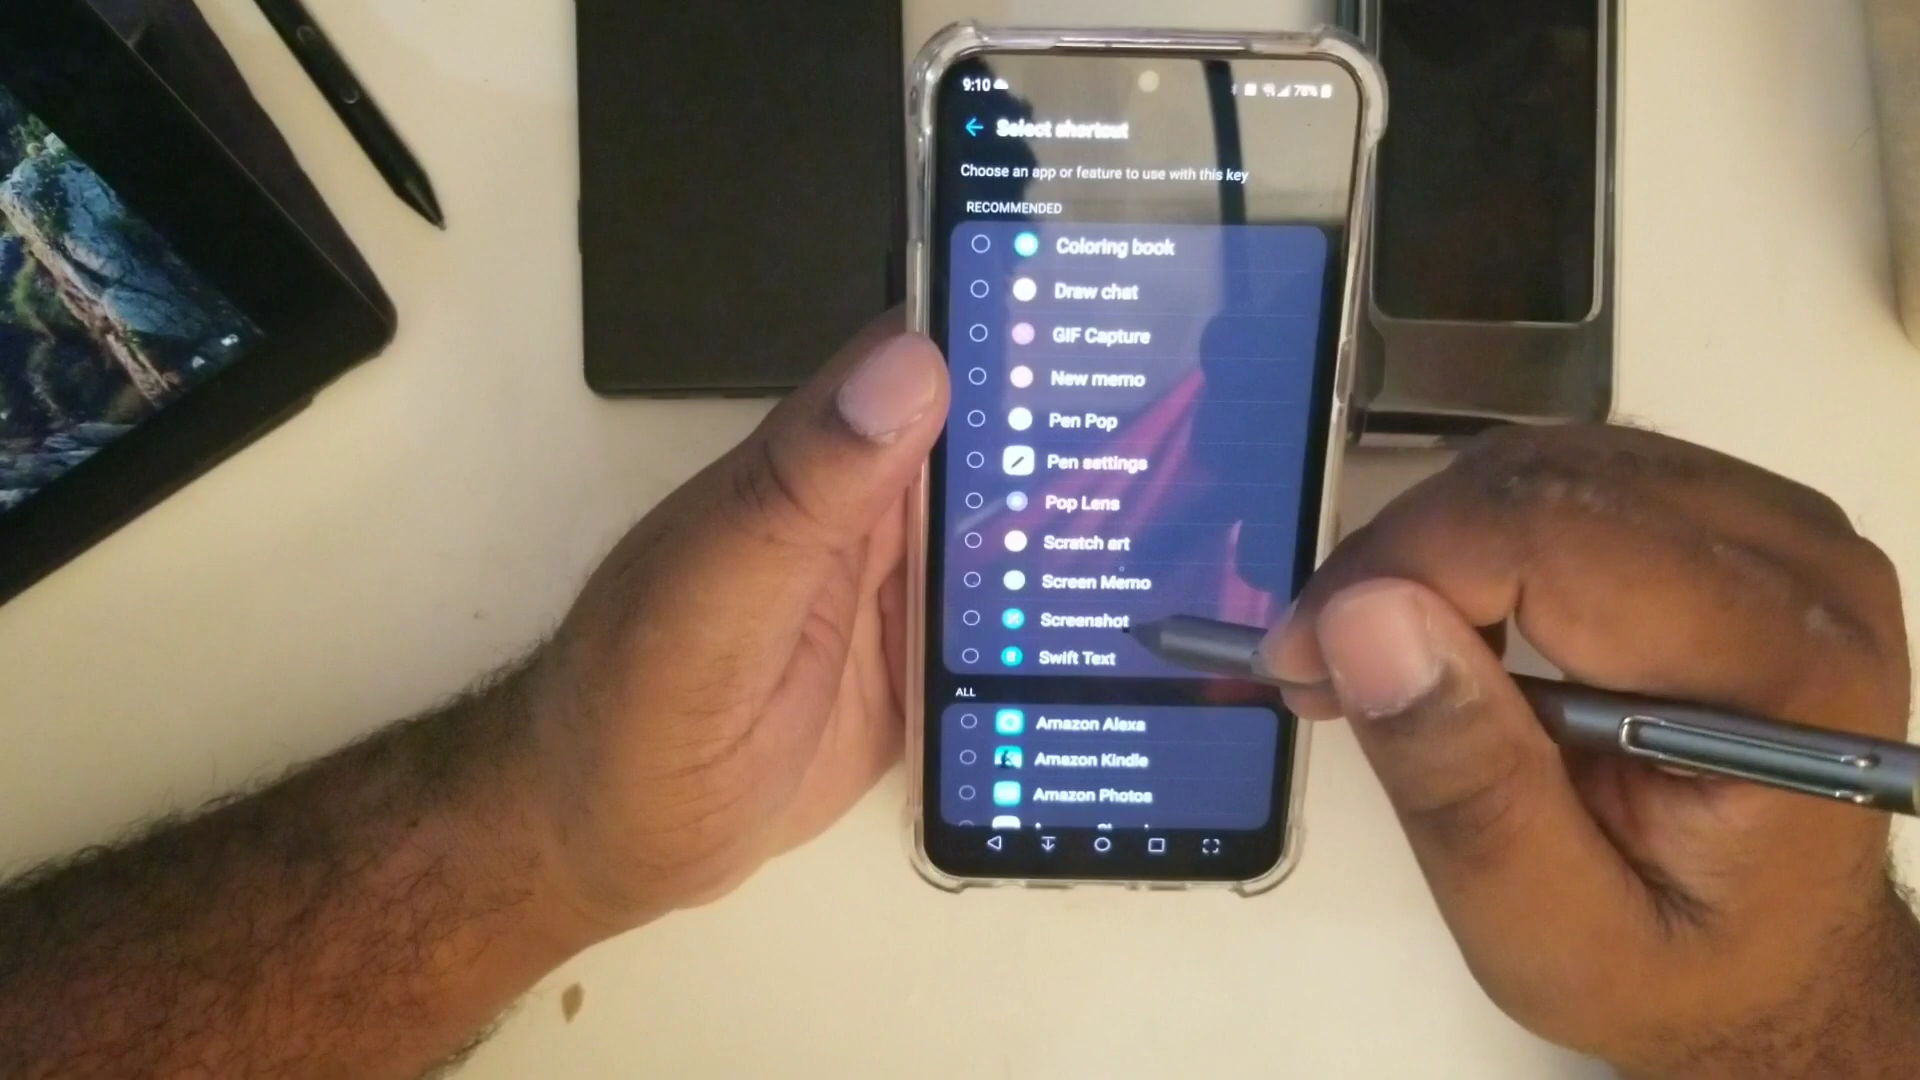 9:10
78%
Select shortcut
Choose an app or feature to use with this key
RECOMMENDED
Coloring book
Draw chat
GIF Capture
New memo
Pen Pop
Pen settings
Pop Lens
Scratch art
Screen Memo
Screenshot
Swift Text
ALL
Amazon Alexa
Amazon Kindle
Amazon Photos